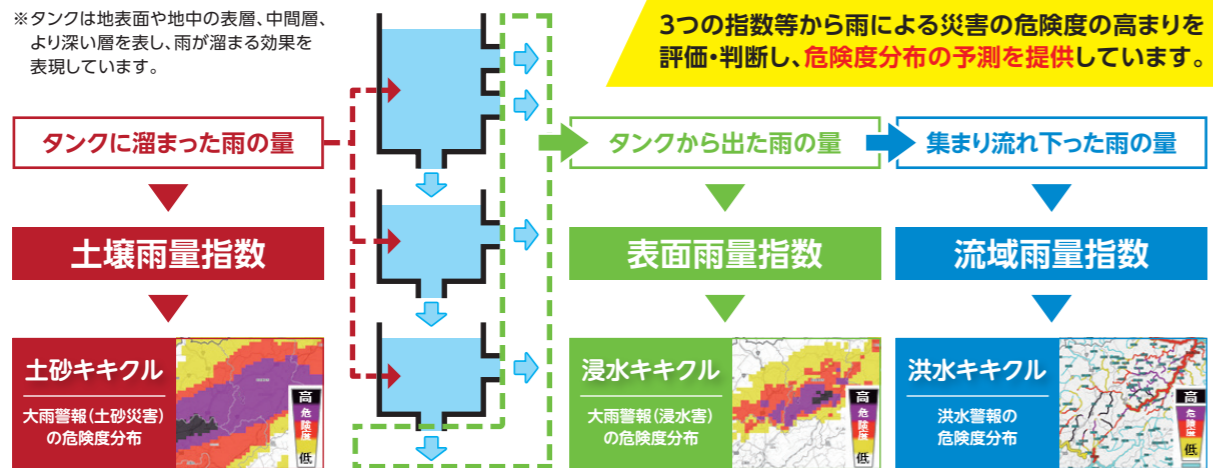 ※タンクは地表面や地中の表層、中間層、
より深い層を表し、雨が溜まる効果を
表現しています。
3つの指数等から雨による災害の危険度の高まりを
評価・判断し、危険度分布の予測を提供しています。
タンクに溜まった雨の量
タンクから出た雨の量
集まり流れ下った雨の量
土壌雨量指数
表面雨量指数
流域雨量指数
土砂キキクル
大雨警報(土砂災害)
の危険度分布
高
危険度
低
浸水キキクル
大雨警報(浸水害)
の危険度分布
高
危険度
低
洪水キキクル
洪水警報の
危険度分布
高
危険度
低